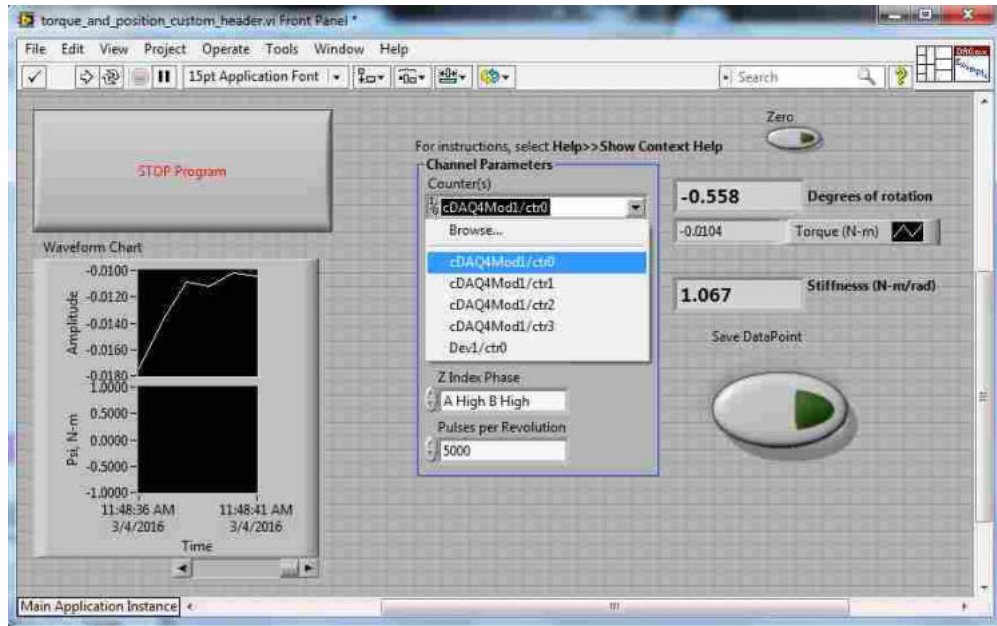 torque_and_position_custom_header.vi Front Panel *
File Edit View Project Operate Tools Window Help
15pt Application Font
Search
DAQmx
Example
Zero
For instructions, select Help>>Show Context Help
STOP Program
Channel Parameters
Counter(s)
cDAQ4Mod1/ctr0
Browse...
cDAQ4Mod1/ctr0
cDAQ4Mod1/ctr1
cDAQ4Mod1/ctr2
cDAQ4Mod1/ctr3
Dev1/ctr0
Z Index Phase
A High B High
Pulses per Revolution
5000
-0.558 Degrees of rotation
-0.0104 Torque (N-m)
1.067 Stiffnesss (N-m/rad)
Save DataPoint
Waveform Chart
Amplitude
-0.0100
-0.0120
-0.0140
-0.0160
-0.0180
Psi, N-m
1.0000
0.5000
0.0000
-0.5000
-1.0000
11:48:36 AM 11:48:41 AM
3/4/2016 3/4/2016
Time
Main Application Instance